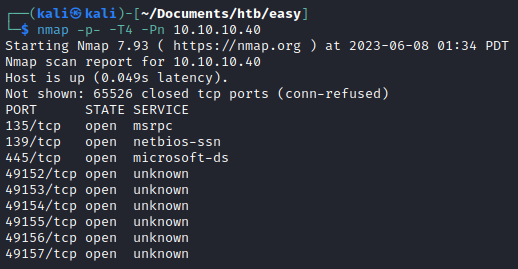 ┌──(kali㉿kali)-[~/Documents/htb/easy]
└─$ nmap -p- -T4 -Pn 10.10.10.40
Starting Nmap 7.93 ( https://nmap.org ) at 2023-06-08 01:34 PDT
Nmap scan report for 10.10.10.40
Host is up (0.049s latency).
Not shown: 65526 closed tcp ports (conn-refused)
PORT      STATE SERVICE
135/tcp   open  msrpc
139/tcp   open  netbios-ssn
445/tcp   open  microsoft-ds
49152/tcp open  unknown
49153/tcp open  unknown
49154/tcp open  unknown
49155/tcp open  unknown
49156/tcp open  unknown
49157/tcp open  unknown